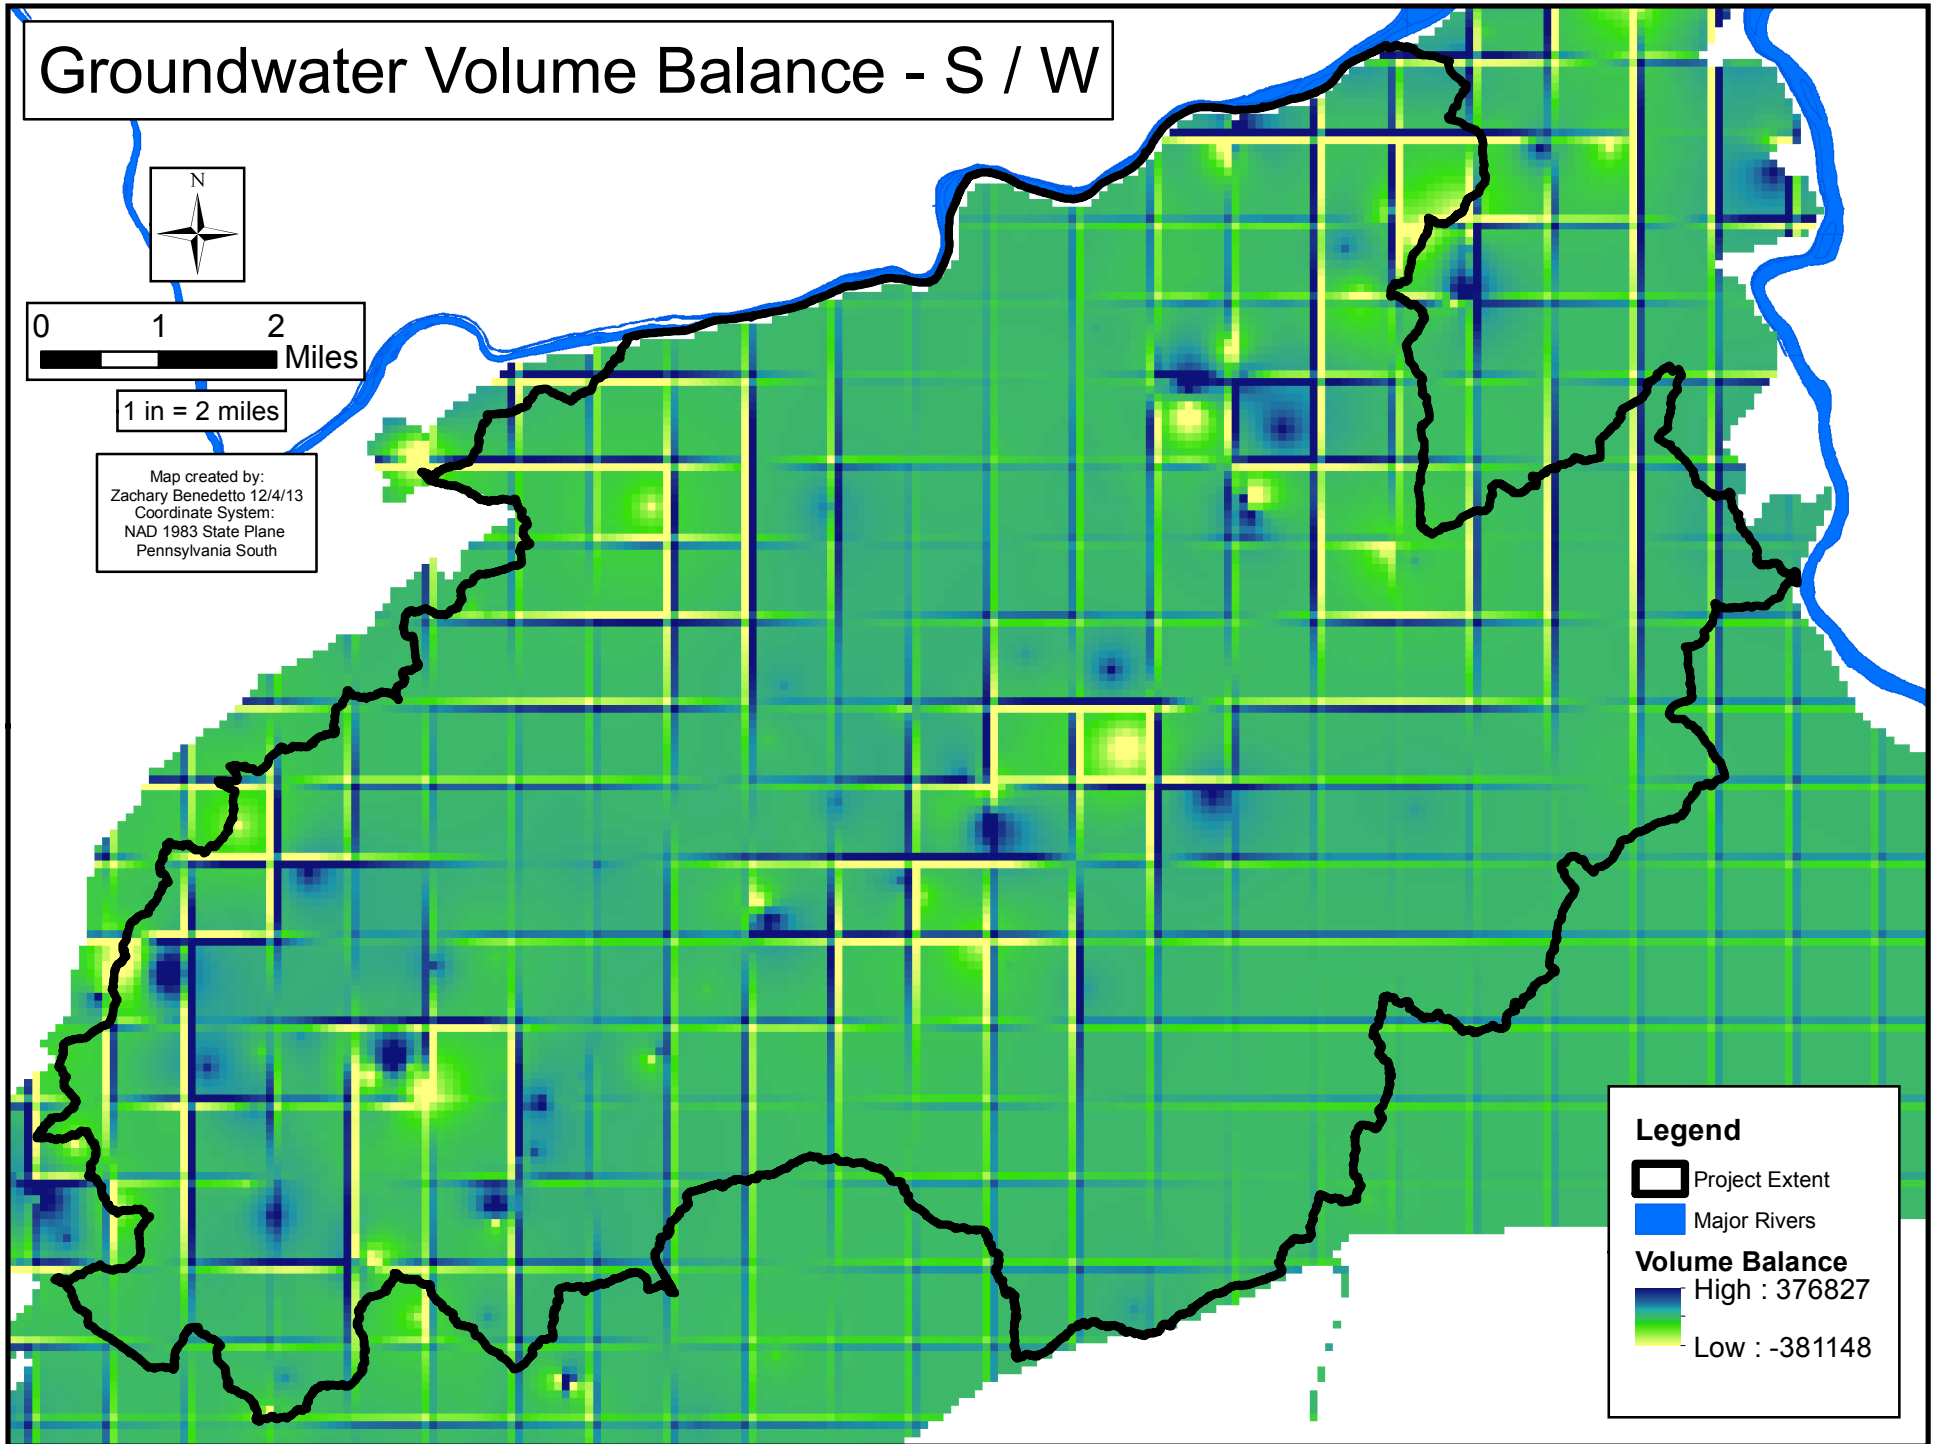 Groundwater Volume Balance - S / W
N
0 1 2
Miles
1 in = 2 miles
Map created by:
Zachary Benedetto 12/4/13
Coordinate System:
NAD 1983 State Plane
Pennsylvania South
Legend
Project Extent
Major Rivers
Volume Balance
High : 376827
Low : -381148